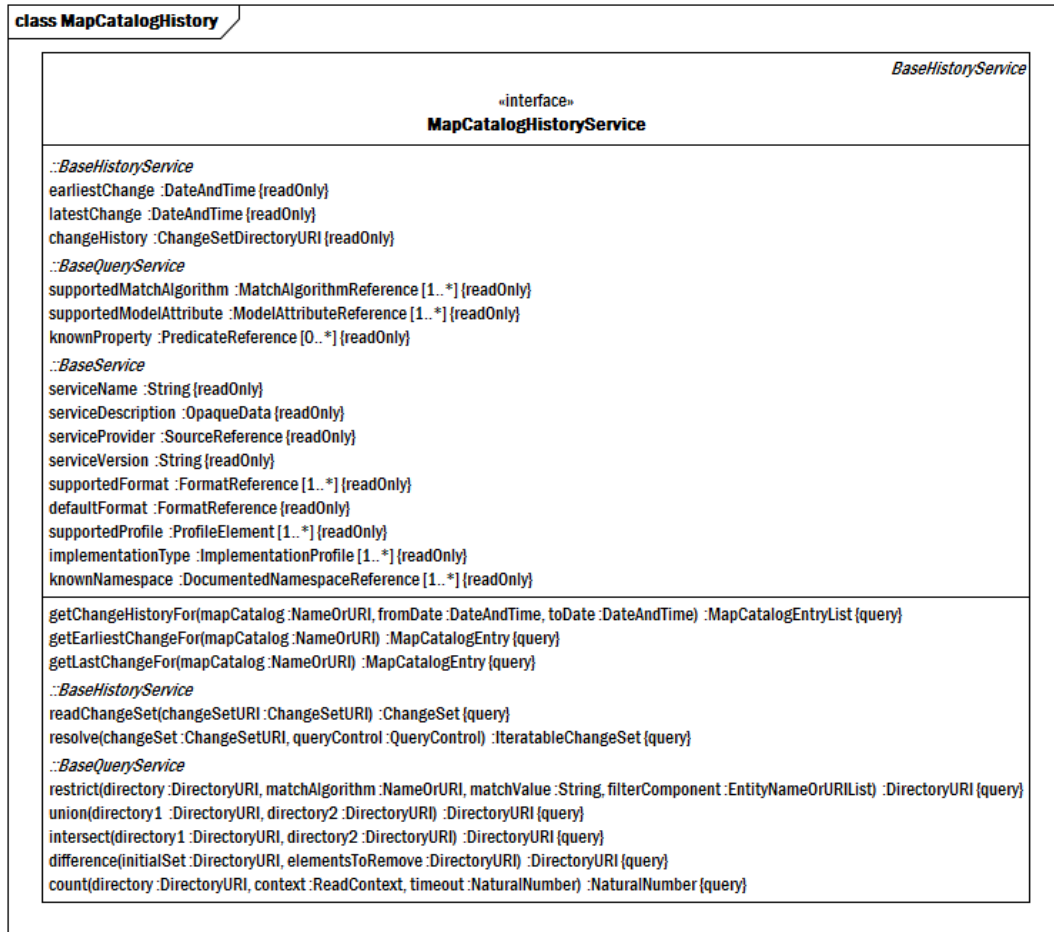 class MapCatalogHistory
BaseHistoryService
«interface»
MapCatalogHistoryService
::BaseHistoryService
earliestChange :DateAndTime {readOnly}
latestChange :DateAndTime {readOnly}
changeHistory :ChangeSetDirectoryURI {readOnly}
::BaseQueryService
supportedMatchAlgorithm :MatchAlgorithmReference [1..*] {readOnly}
supportedModelAttribute :ModelAttributeReference [1..*] {readOnly}
knownProperty :PredicateReference [0..*] {readOnly}
::BaseService
serviceName :String {readOnly}
serviceDescription :OpaqueData {readOnly}
serviceProvider :SourceReference {readOnly}
serviceVersion :String {readOnly}
supportedFormat :FormatReference [1..*] {readOnly}
defaultFormat :FormatReference {readOnly}
supportedProfile :ProfileElement [1..*] {readOnly}
implementationType :ImplementationProfile [1..*] {readOnly}
knownNamespace :DocumentedNamespaceReference [1..*] {readOnly}
getChangeHistoryFor(mapCatalog :NameOrURI, fromDate :DateAndTime, toDate :DateAndTime) :MapCatalogEntryList {query}
getEarliestChangeFor(mapCatalog :NameOrURI) :MapCatalogEntry {query}
getLastChangeFor(mapCatalog :NameOrURI) :MapCatalogEntry {query}
::BaseHistoryService
readChangeSet(changeSetURI :ChangeSetURI) :ChangeSet {query}
resolve(changeSet :ChangeSetURI, queryControl :QueryControl) :IteratableChangeSet {query}
::BaseQueryService
restrict(directory :DirectoryURI, matchAlgorithm :NameOrURI, matchValue :String, filterComponent :EntityNameOrURIList) :DirectoryURI {query}
union(directory1 :DirectoryURI, directory2 :DirectoryURI) :DirectoryURI {query}
intersect(directory1 :DirectoryURI, directory2 :DirectoryURI) :DirectoryURI {query}
difference(initialSet :DirectoryURI, elementsToRemove :DirectoryURI) :DirectoryURI {query}
count(directory :DirectoryURI, context :ReadContext, timeout :NaturalNumber) :NaturalNumber {query}